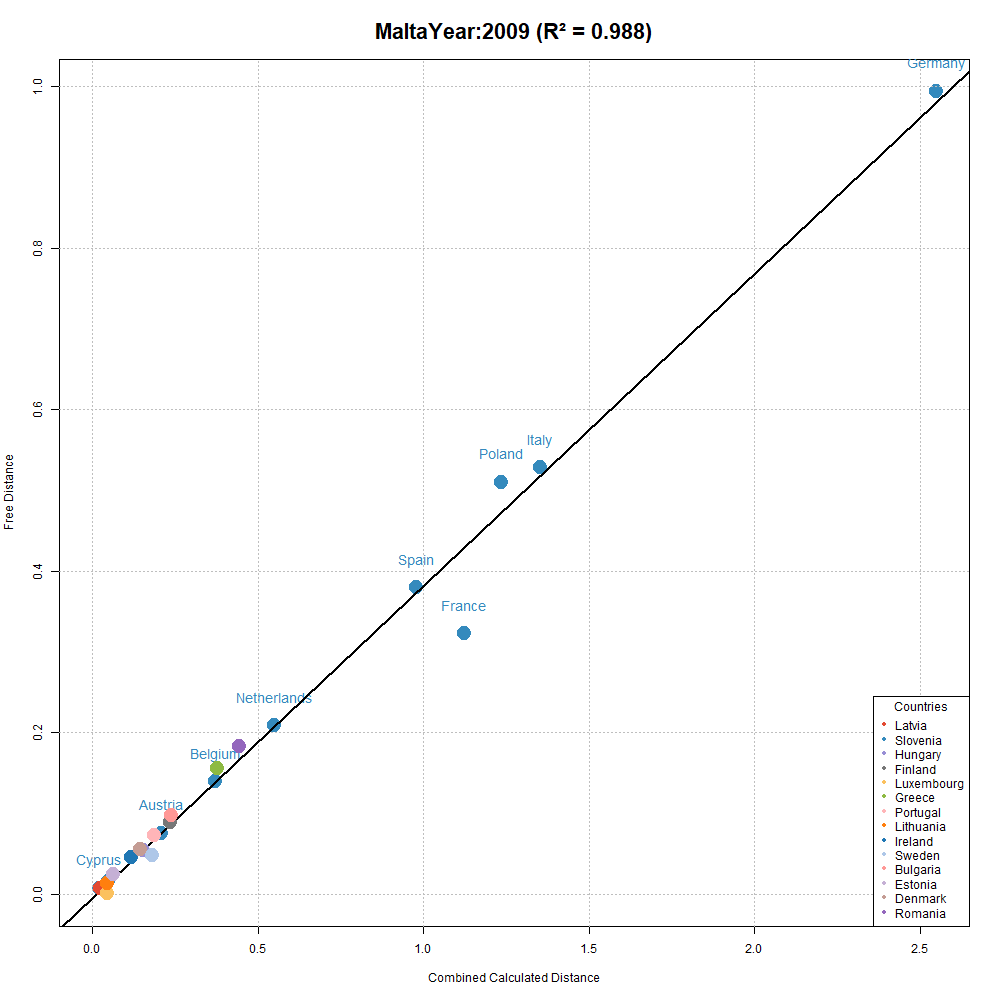 MaltaYear:2009 (R² = 0.988)
Germany
1.0
0.8
0.6
0.4
0.2
0.0
Free Distance
Italy
Poland
Spain
France
Netherlands
Belgium
Austria
Cyprus
Countries
Latvia
Slovenia
Hungary
Finland
Luxembourg
Greece
Portugal
Lithuania
Ireland
Sweden
Bulgaria
Estonia
Denmark
Romania
0.0 0.5 1.0 1.5 2.0 2.5
Combined Calculated Distance